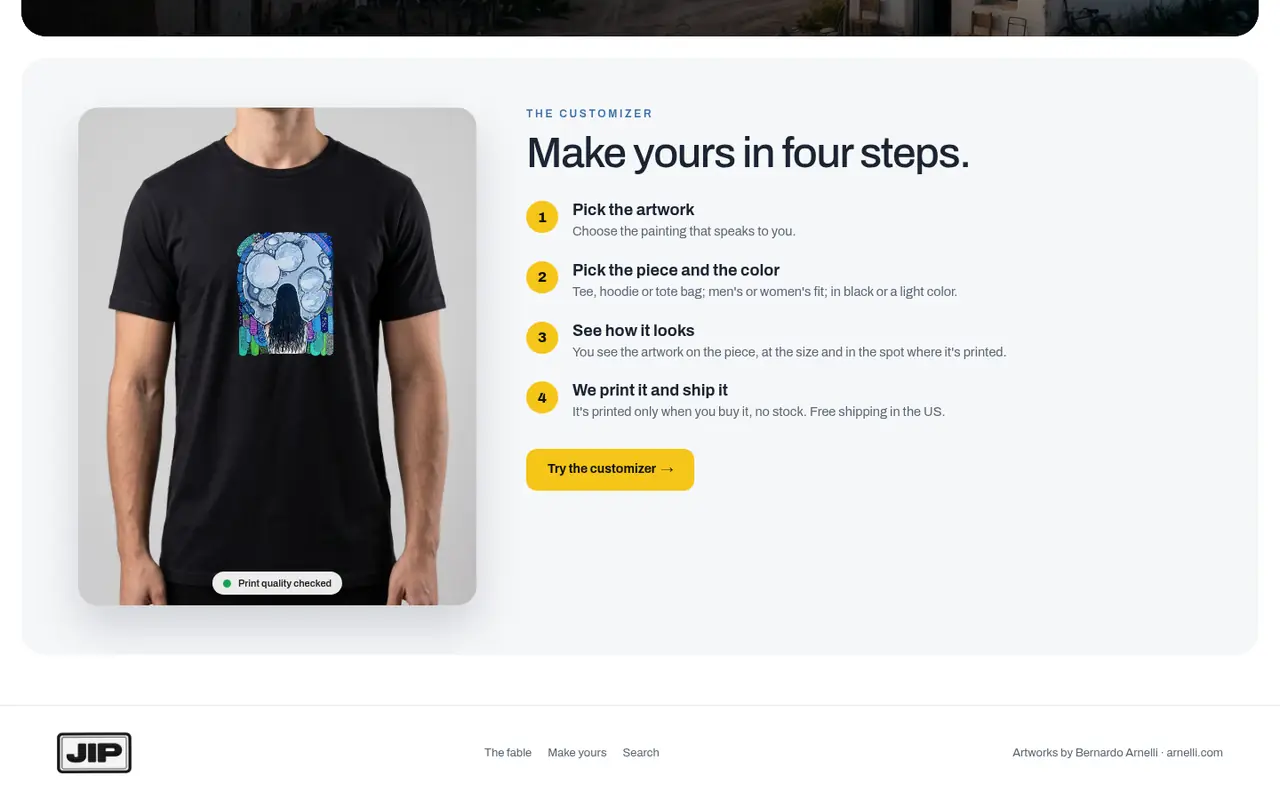 THE CUSTOMIZER
Make yours in four steps.
1
Pick the artwork
Choose the painting that speaks to you.
2
Pick the piece and the color
Tee, hoodie or tote bag; men's or women's fit; in black or a light color.
3
See how it looks
You see the artwork on the piece, at the size and in the spot where it's printed.
4
We print it and ship it
It's printed only when you buy it, no stock. Free shipping in the US.
Try the customizer →
Print quality checked
JIP
The fable
Make yours
Search
Artworks by Bernardo Arnelli · arnelli.com